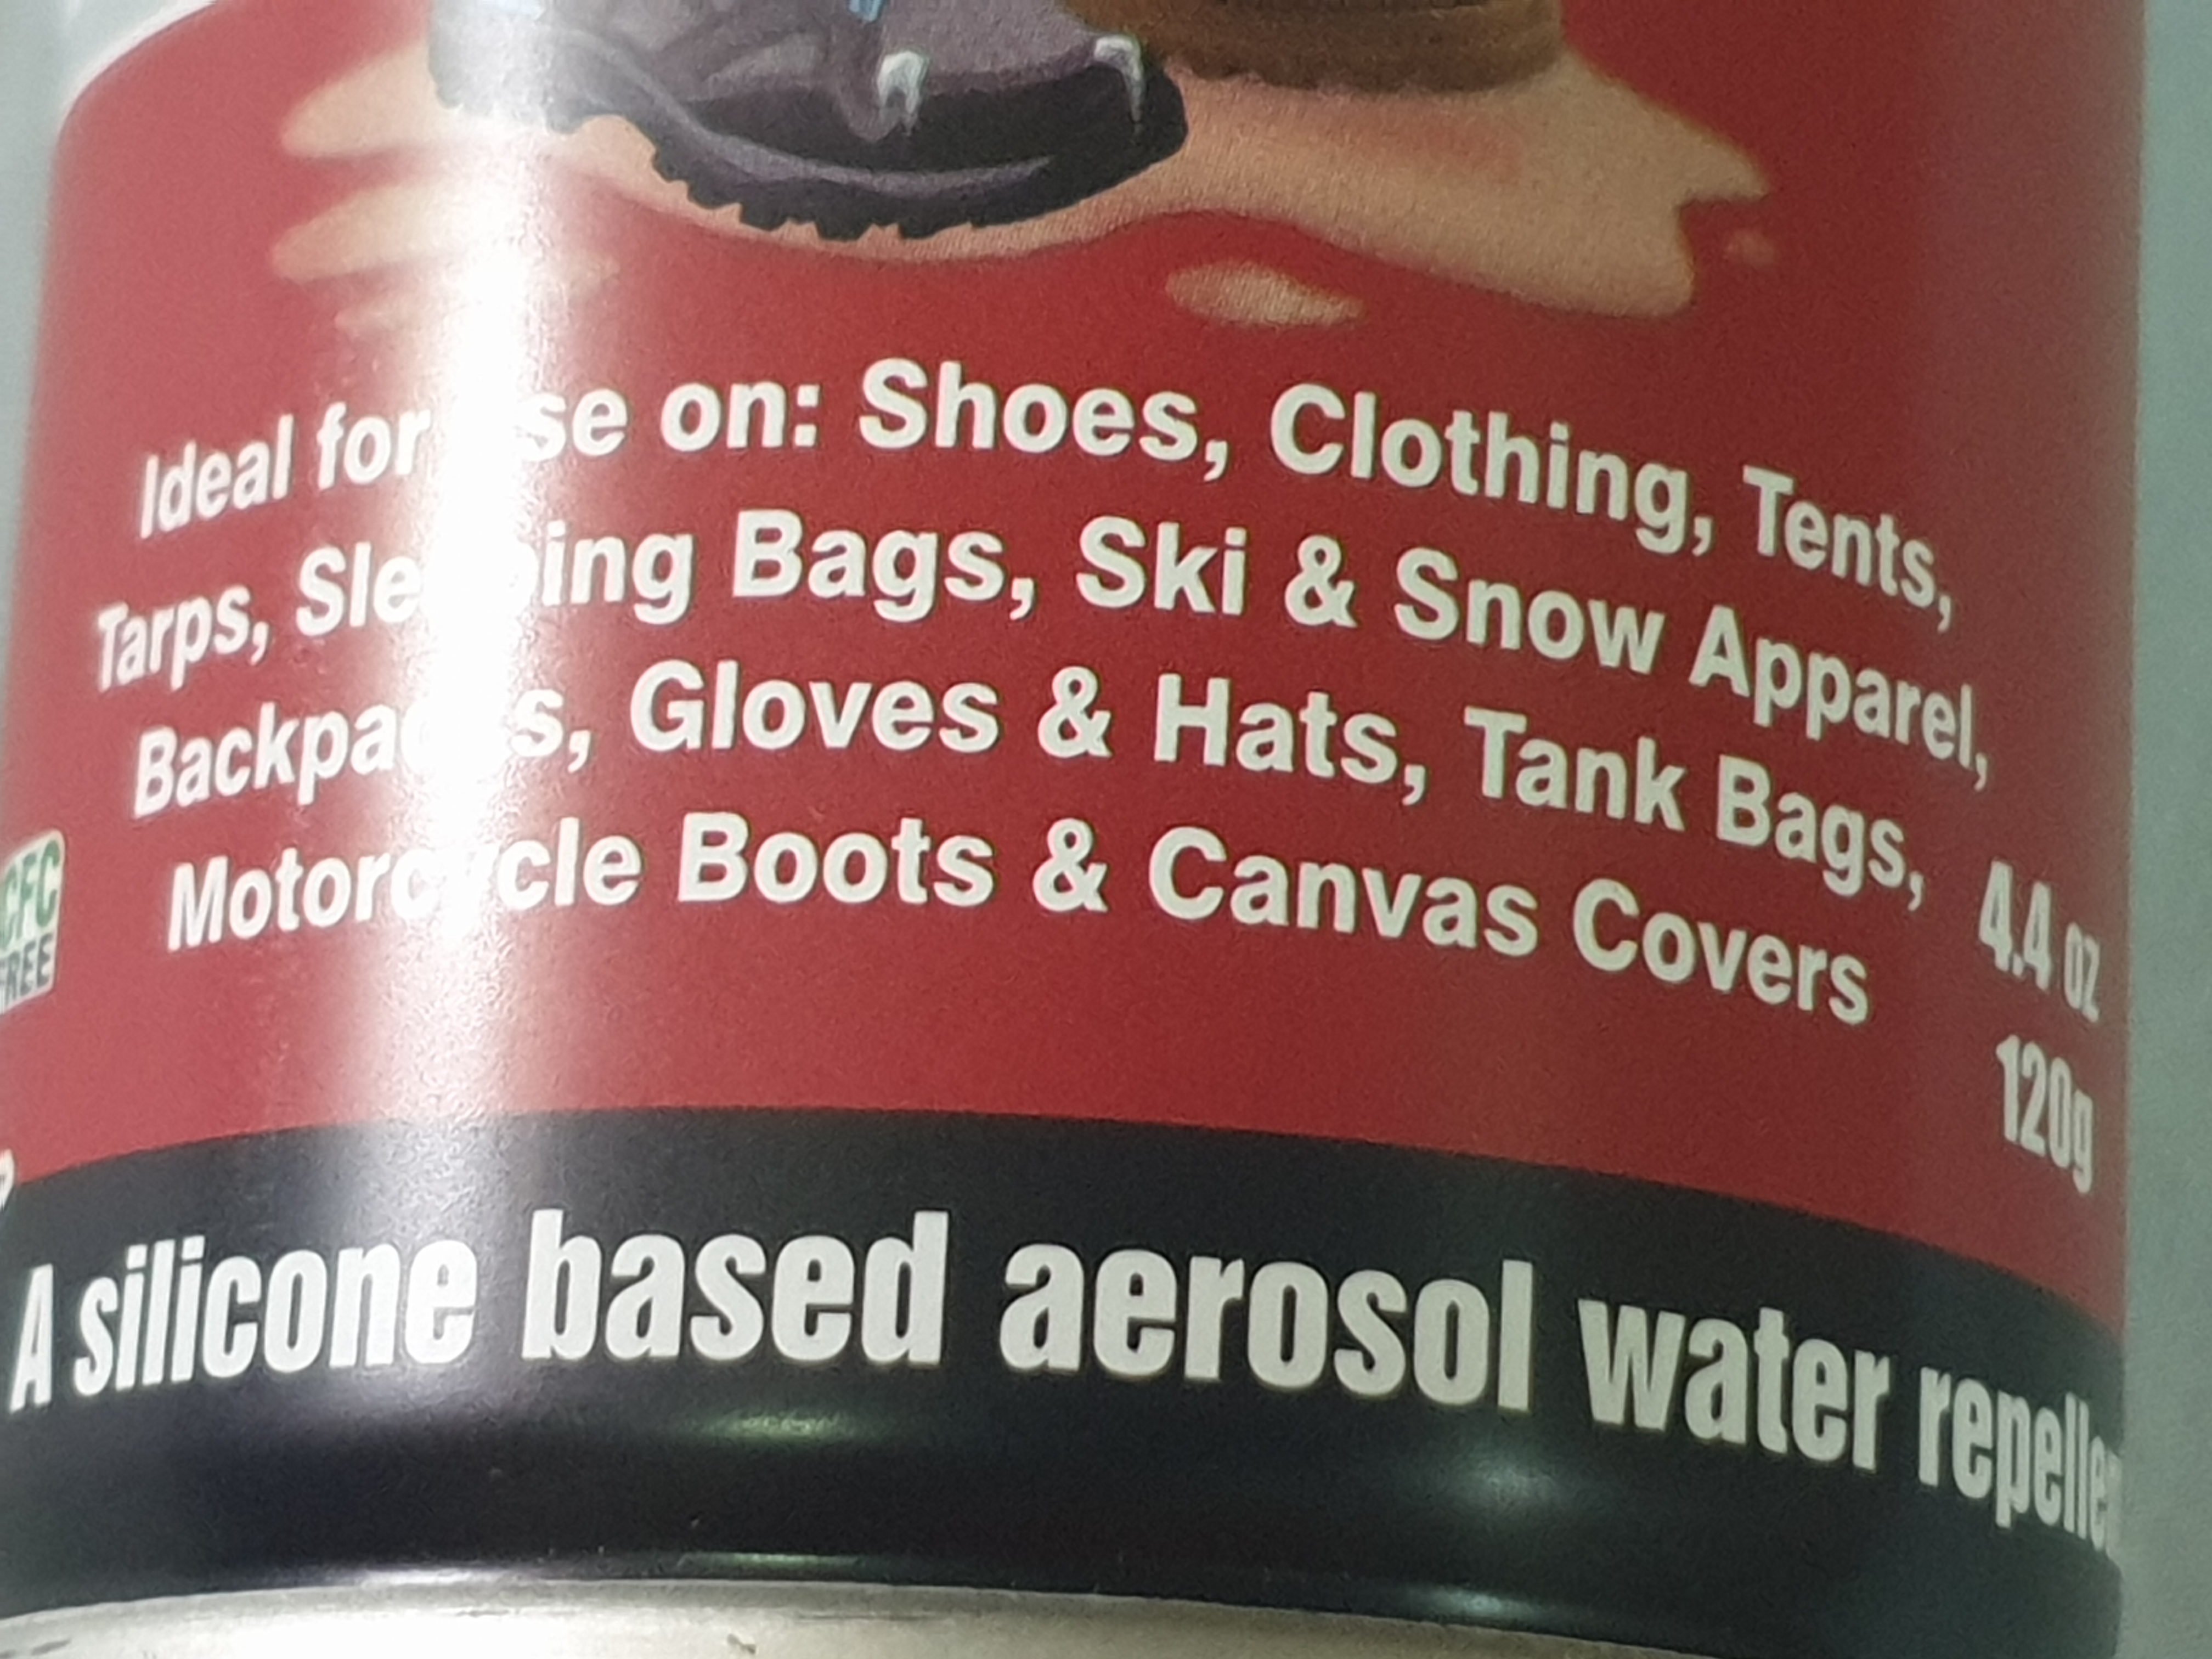 Ideal for use on: Shoes, Clothing, Tents,
Tarps, Sleeping Bags, Ski & Snow Apparel,
Backpacks, Gloves & Hats, Tank Bags,
Motorcycle Boots & Canvas Covers
4.4 oz
120g
CFC
FREE
A silicone based aerosol water